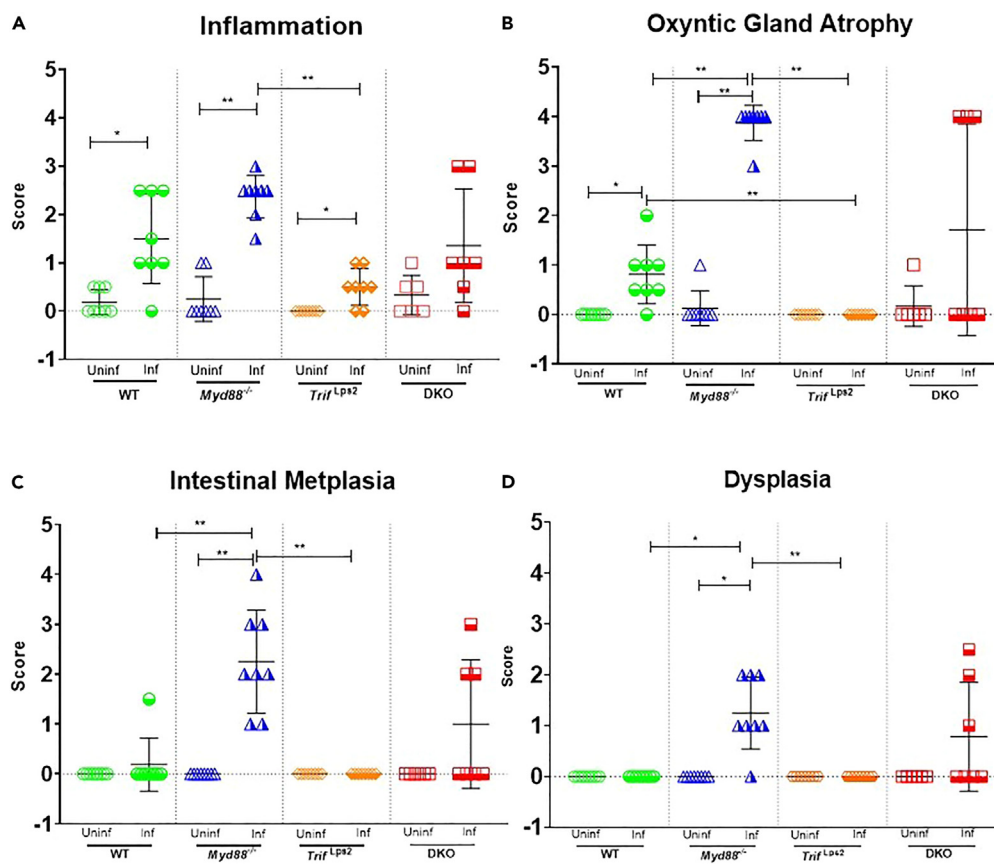 A
Inflammation
5
4
3
2
1
0
-1
Score
*
**
**
*
Uninf Inf Uninf Inf Uninf Inf Uninf Inf
WT Myd88-/- Trif Lps2 DKO
B
Oxyntic Gland Atrophy
5
4
3
2
1
0
-1
Score
** **
**
*
**
Uninf Inf Uninf Inf Uninf Inf Uninf Inf
WT Myd88-/- Trif Lps2 DKO
C
Intestinal Metplasia
5
4
3
2
1
0
-1
Score
**
** **
Uninf Inf Uninf Inf Uninf Inf Uninf Inf
WT Myd88-/- Trif Lps2 DKO
D
Dysplasia
5
4
3
2
1
0
-1
Score
*
**
*
Uninf Inf Uninf Inf Uninf Inf Uninf Inf
WT Myd88-/- Trif Lps2 DKO